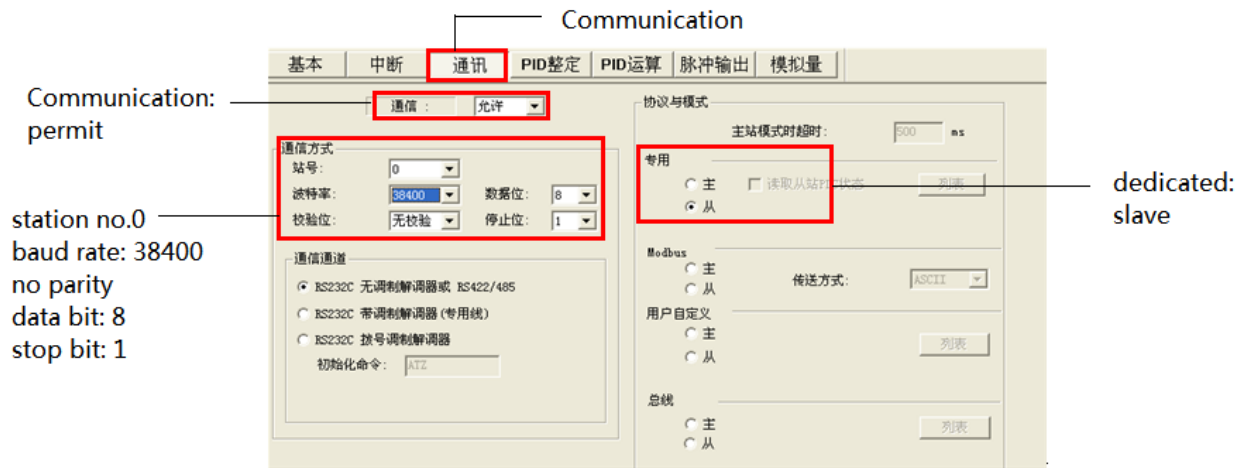 Communication
基本 中断 通讯 PID整定 PID运算 脉冲输出 模拟量
Communication:
permit
通信 : 允许
通信方式
站号: 0
波特率: 38400 数据位: 8
校验位: 无校验 停止位: 1
station no.0
baud rate: 38400
no parity
data bit: 8
stop bit: 1
通信通道
RS232C 无调制解调器或 RS422/485
RS232C 带调制解调器(专用线)
RS232C 拨号调制解调器
初始化命令: ATZ
协议与模式
主站模式时超时: 500 ms
专用
主 读取从站PLC状态 列表
从
dedicated:
slave
Modbus
主
从 传送方式: ASCII
用户自定义
主
从 列表
总线
主
从 列表